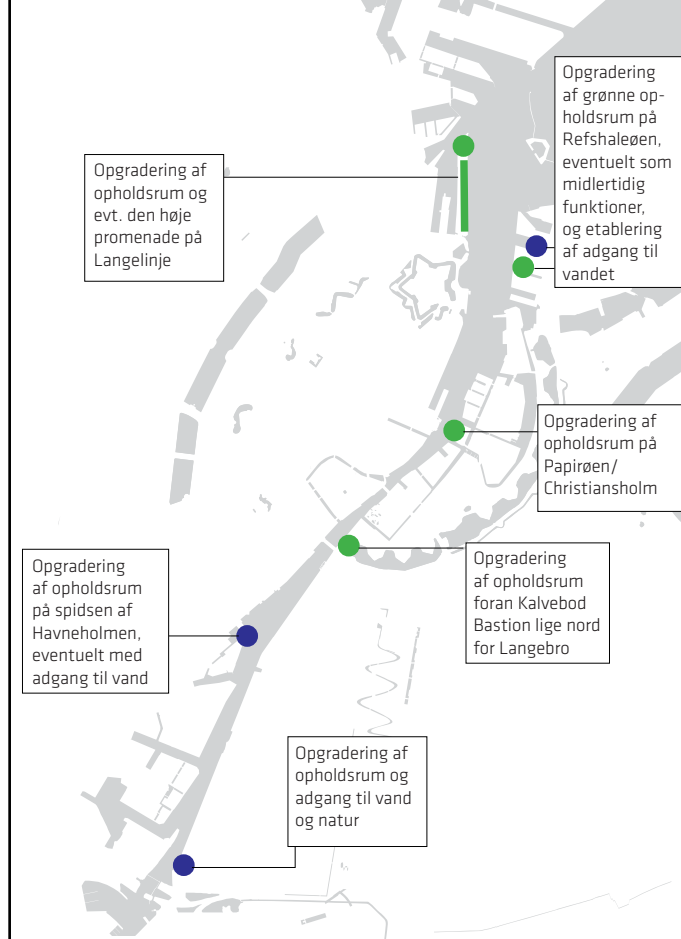 Opgradering
af grønne op-
holdsrum på
Refshaleøen,
eventuelt som
midlertidig
funktioner,
og etablering
af adgang til
vandet
Opgradering af
opholdsrum og
evt. den høje
promenade på
Langelinje
Opgradering af
opholdsrum på
Papirøen/
Christiansholm
Opgradering
af opholdsrum
foran Kalvebod
Bastion lige nord
for Langebro
Opgradering
af opholdsrum
på spidsen af
Havneholmen,
eventuelt med
adgang til vand
Opgradering af
opholdsrum og
adgang til vand
og natur